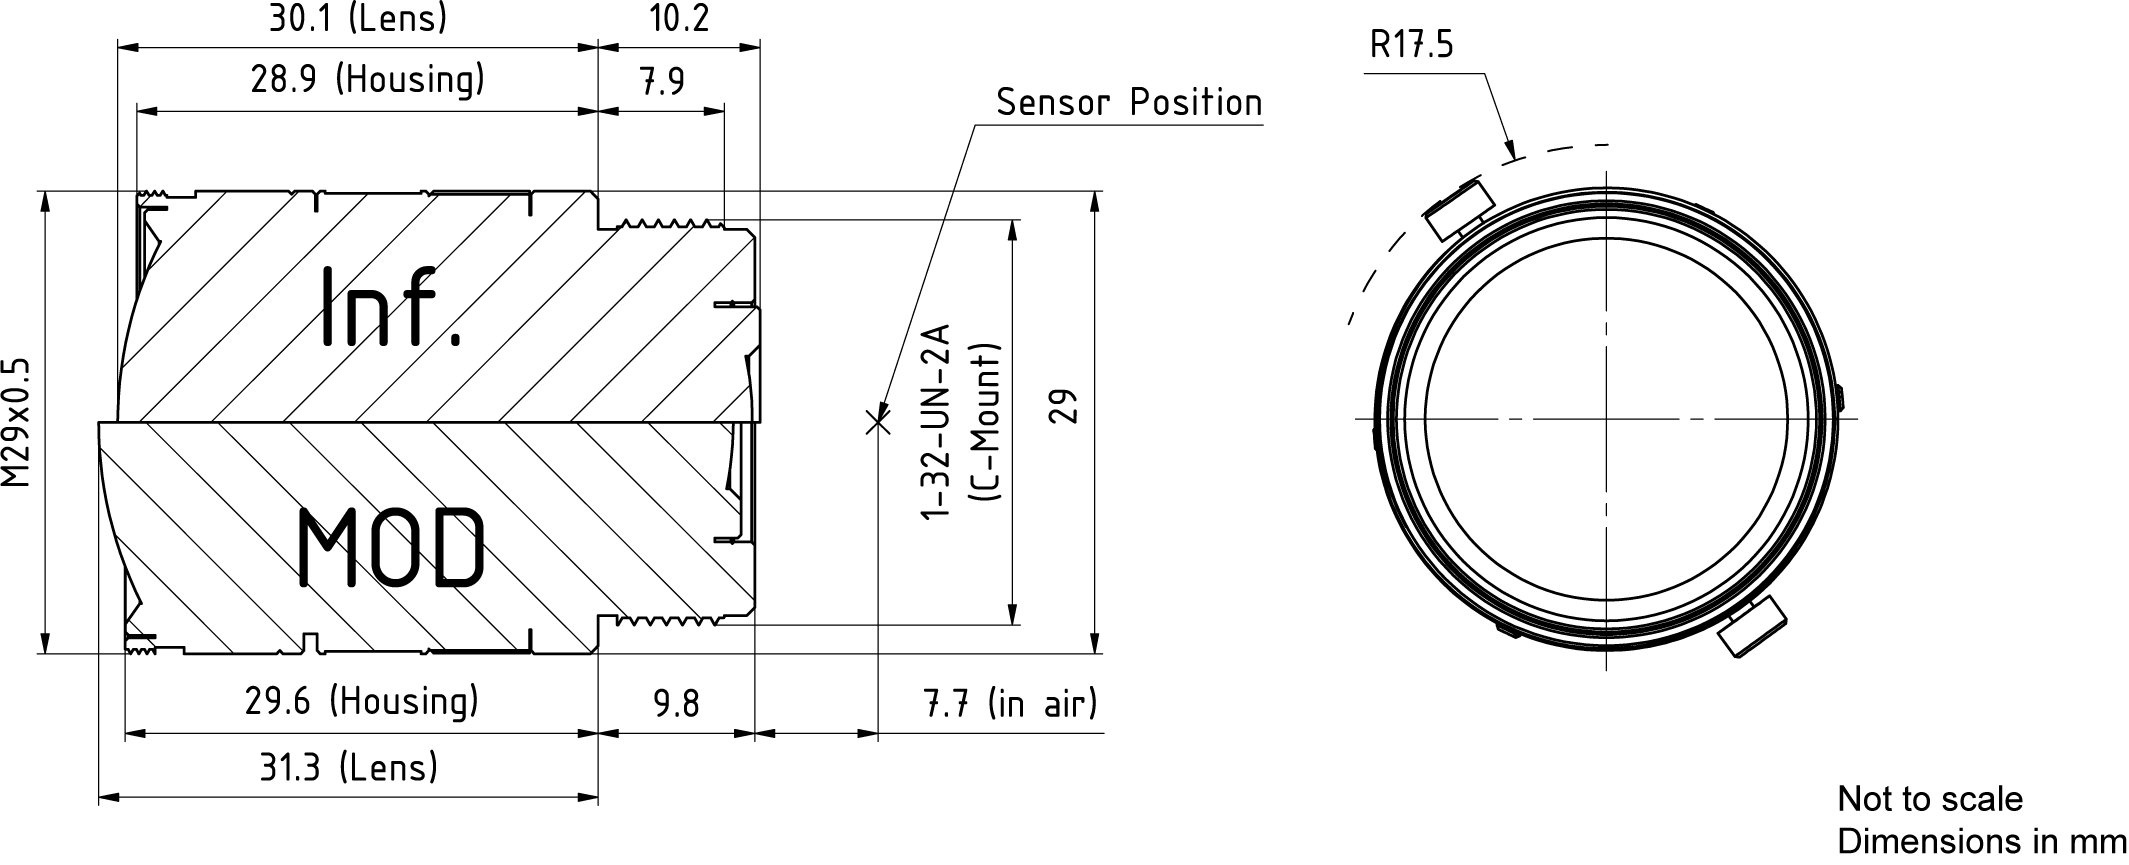 30.1 (Lens)
10.2
28.9 (Housing)
7.9
R17.5
Sensor Position
Inf.
M29x0.5
1-32-UN-2A
(C-Mount)
29
MOD
29.6 (Housing)
9.8
7.7 (in air)
31.3 (Lens)
Not to scale
Dimensions in mm